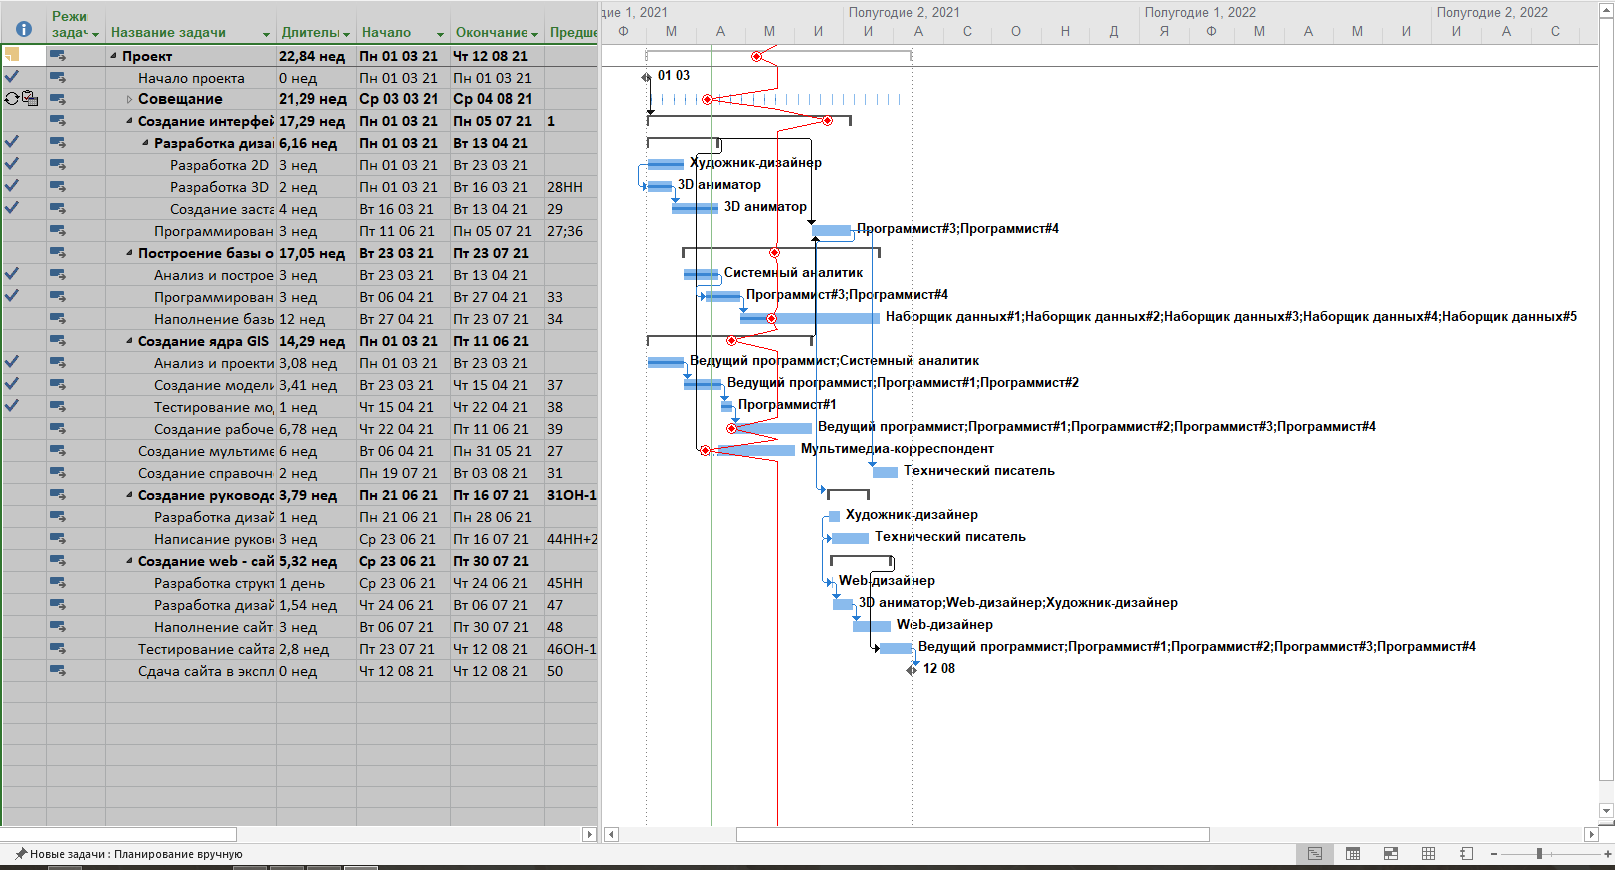 дие 1, 2021 Полугодие 2, 2021 Полугодие 1, 2022 Полугодие 2, 2022
Режим задач Название задачи Длительн Начало Окончание Предше Ф М А М И И А С О Н Д Я Ф М А М И И А С
Проект 22,84 нед Пн 01 03 21 Чт 12 08 21
Начало проекта 0 нед Пн 01 03 21 Пн 01 03 21 01 03
Совещание 21,29 нед Ср 03 03 21 Ср 04 08 21
Создание интерфей 17,29 нед Пн 01 03 21 Пн 05 07 21 1
Разработка диза 6,16 нед Пн 01 03 21 Вт 13 04 21
Разработка 2D 3 нед Пн 01 03 21 Вт 23 03 21 Художник-дизайнер
Разработка 3D 2 нед Пн 01 03 21 Вт 16 03 21 28НН 3D аниматор
Создание заста 4 нед Вт 16 03 21 Вт 13 04 21 29 3D аниматор
Программирован 3 нед Пт 11 06 21 Пн 05 07 21 27;36 Программист#3;Программист#4
Построение базы о 17,05 нед Вт 23 03 21 Пт 23 07 21
Анализ и построе 3 нед Вт 23 03 21 Вт 13 04 21 Системный аналитик
Программирован 3 нед Вт 06 04 21 Вт 27 04 21 33 Программист#3;Программист#4
Наполнение базь 12 нед Вт 27 04 21 Пт 23 07 21 34 Наборщик данных#1;Наборщик данных#2;Наборщик данных#3;Наборщик данных#4;Наборщик данных#5
Создание ядра GIS 14,29 нед Пн 01 03 21 Пт 11 06 21
Анализ и проекти 3,08 нед Пн 01 03 21 Вт 23 03 21 Ведущий программист;Системный аналитик
Создание модели 3,41 нед Вт 23 03 21 Чт 15 04 21 37 Ведущий программист;Программист#1;Программист#2
Тестирование мо 1 нед Чт 15 04 21 Чт 22 04 21 38 Программист#1
Создание рабоче 6,78 нед Чт 22 04 21 Пт 11 06 21 39 Ведущий программист;Программист#1;Программист#2;Программист#3;Программист#4
Создание мультиме 6 нед Вт 06 04 21 Пн 31 05 21 27 Мультимедиа-корреспондент
Создание справочн 2 нед Пн 19 07 21 Вт 03 08 21 31 Технический писатель
Создание руководс 3,79 нед Пн 21 06 21 Пт 16 07 21 31ОН-1
Разработка дизай 1 нед Пн 21 06 21 Пн 28 06 21 Художник-дизайнер
Написание руков 3 нед Ср 23 06 21 Пт 16 07 21 44НН+2 Технический писатель
Создание web - сай 5,32 нед Ср 23 06 21 Пт 30 07 21
Разработка структ 1 день Ср 23 06 21 Чт 24 06 21 45НН Web-дизайнер
Разработка дизай 1,54 нед Чт 24 06 21 Вт 06 07 21 47 3D аниматор;Web-дизайнер;Художник-дизайнер
Наполнение сайт 3 нед Вт 06 07 21 Пт 30 07 21 48 Web-дизайнер
Тестирование сайта 2,8 нед Пт 23 07 21 Чт 12 08 21 46ОН-1 Ведущий программист;Программист#1;Программист#2;Программист#3;Программист#4
Сдача сайта в экспл 0 нед Чт 12 08 21 Чт 12 08 21 50 12 08
Новые задачи : Планирование вручную